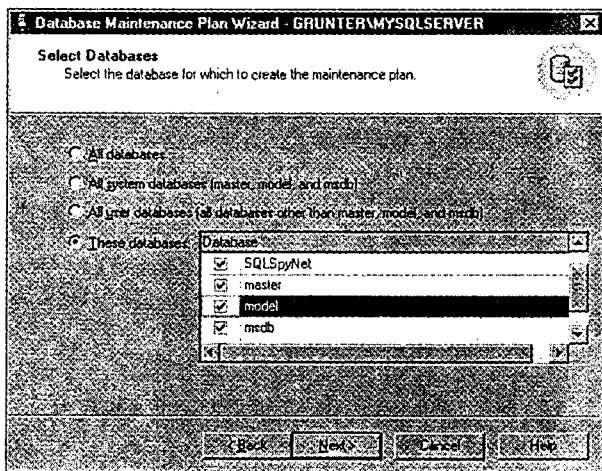 Database Maintenance Plan Wizard - GRUNTER\MYSQLSERVER
Select Databases
Select the database for which to create the maintenance plan.
All databases
All system databases (master, model, and msdb)
All user databases (all databases other than master, model, and msdb)
These databases:
Database
SQLSpyNet
master
model
msdb
< Back
Next >
Cancel
Help